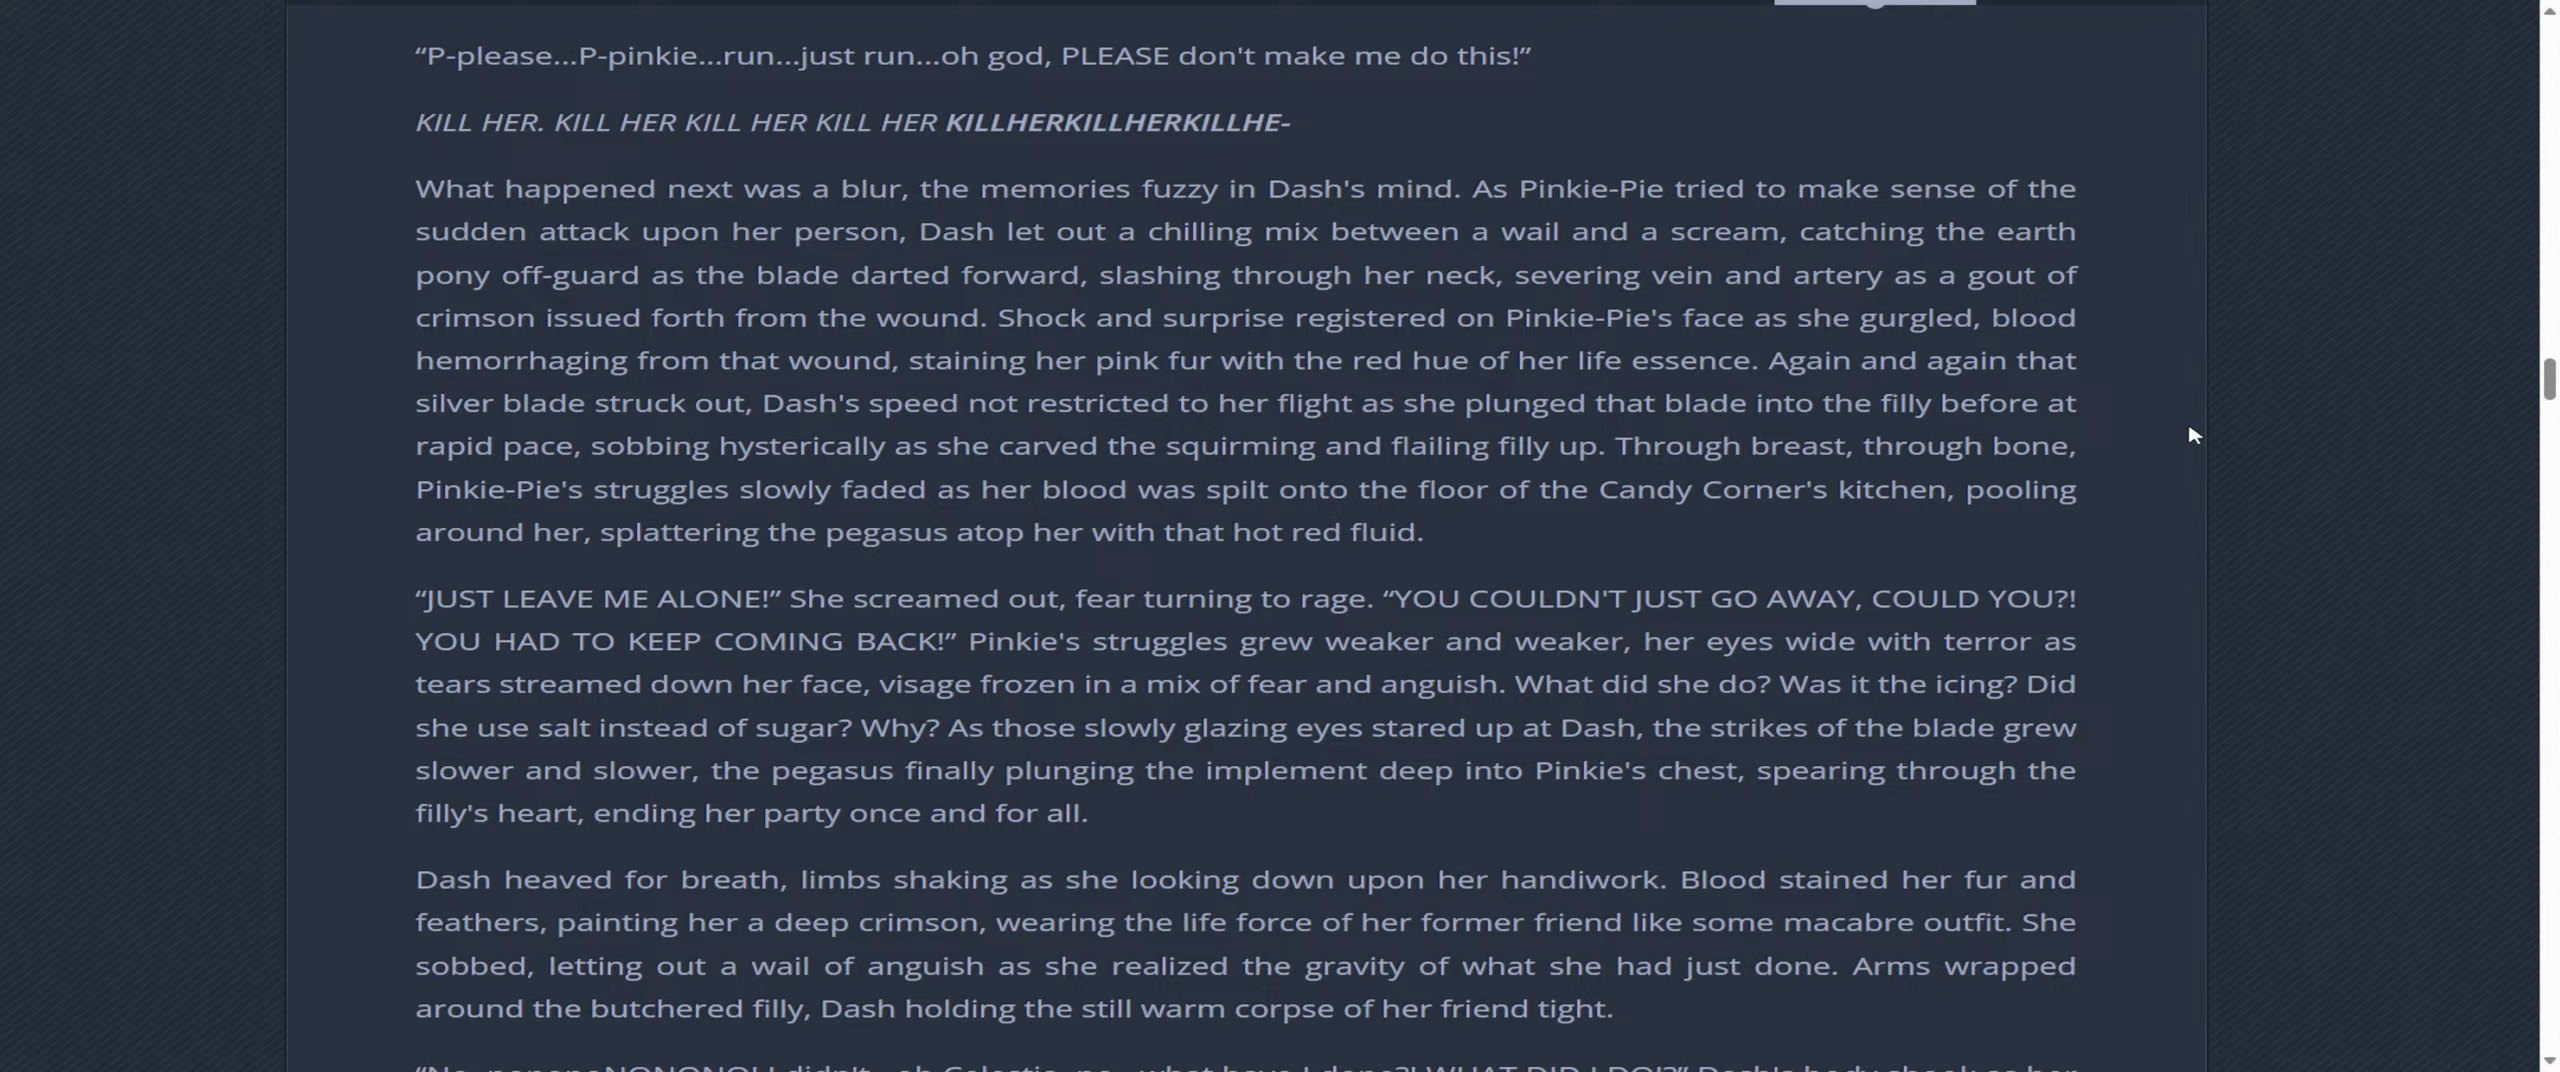 “P-please...P-pinkie...run...just run...oh god, PLEASE don't make me do this!”
KILL HER. KILL HER KILL HER KILL HER KILLHERKILLHERKILLHE-
What happened next was a blur, the memories fuzzy in Dash's mind. As Pinkie-Pie tried to make sense of the
sudden attack upon her person, Dash let out a chilling mix between a wail and a scream, catching the earth
pony off-guard as the blade darted forward, slashing through her neck, severing vein and artery as a gout of
crimson issued forth from the wound. Shock and surprise registered on Pinkie-Pie's face as she gurgled, blood
hemorrhaging from that wound, staining her pink fur with the red hue of her life essence. Again and again that
silver blade struck out, Dash's speed not restricted to her flight as she plunged that blade into the filly before at
rapid pace, sobbing hysterically as she carved the squirming and flailing filly up. Through breast, through bone,
Pinkie-Pie's struggles slowly faded as her blood was spilt onto the floor of the Candy Corner's kitchen, pooling
around her, splattering the pegasus atop her with that hot red fluid.
“JUST LEAVE ME ALONE!” She screamed out, fear turning to rage. “YOU COULDN'T JUST GO AWAY, COULD YOU?!
YOU HAD TO KEEP COMING BACK!” Pinkie's struggles grew weaker and weaker, her eyes wide with terror as
tears streamed down her face, visage frozen in a mix of fear and anguish. What did she do? Was it the icing? Did
she use salt instead of sugar? Why? As those slowly glazing eyes stared up at Dash, the strikes of the blade grew
slower and slower, the pegasus finally plunging the implement deep into Pinkie's chest, spearing through the
filly's heart, ending her party once and for all.
Dash heaved for breath, limbs shaking as she looking down upon her handiwork. Blood stained her fur and
feathers, painting her a deep crimson, wearing the life force of her former friend like some macabre outfit. She
sobbed, letting out a wail of anguish as she realized the gravity of what she had just done. Arms wrapped
around the butchered filly, Dash holding the still warm corpse of her friend tight.